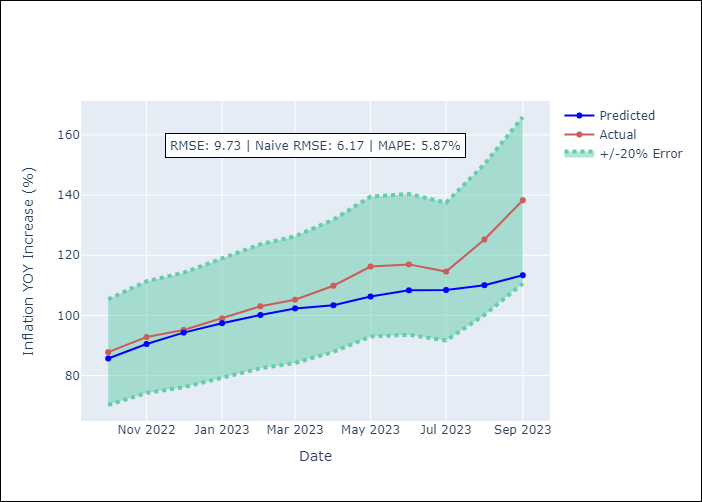 RMSE: 9.73 | Naive RMSE: 6.17 | MAPE: 5.87%
Predicted
Actual
+/-20% Error
Inflation YOY Increase (%)
160
140
120
100
80
Nov 2022
Jan 2023
Mar 2023
May 2023
Jul 2023
Sep 2023
Date